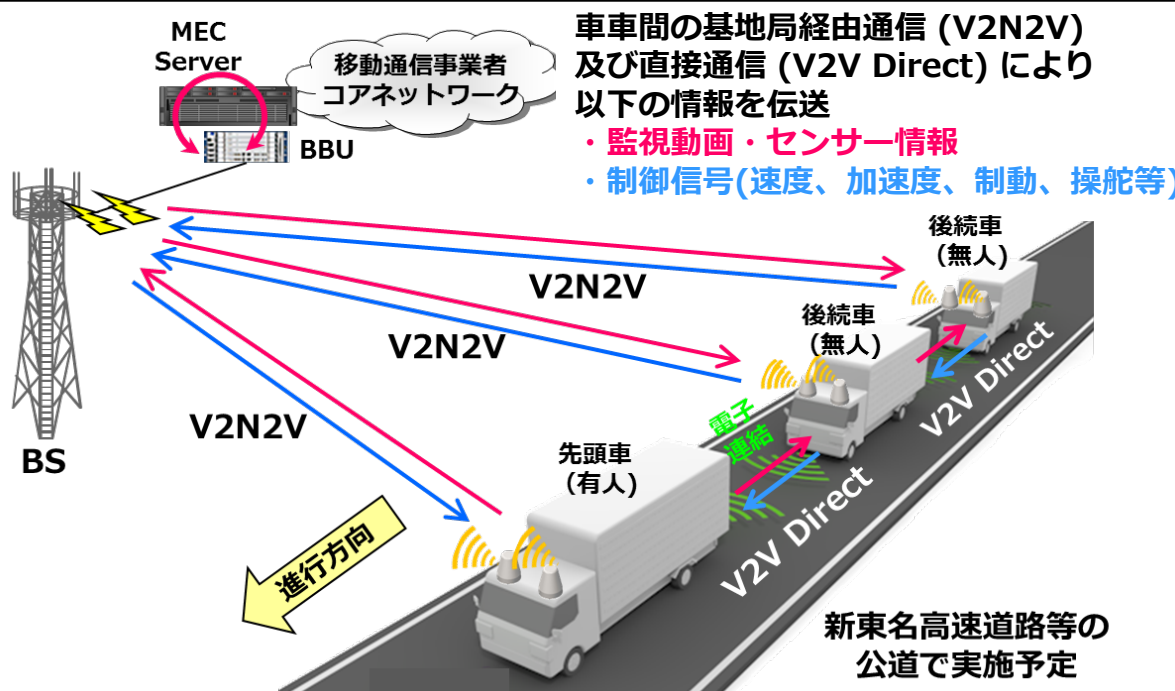 MEC
Server
移動通信事業者
コアネットワーク
BBU
車車間の基地局経由通信 (V2N2V)
及び直接通信 (V2V Direct) により
以下の情報を伝送
・監視動画・センサー情報
・制御信号(速度、加速度、制動、操舵等)
後続車
（無人）
V2N2V
後続車
（無人）
V2N2V
V2V Direct
V2N2V
電子
連結
BS
先頭車
（有人）
V2V Direct
進行方向
新東名高速道路等の
公道で実施予定